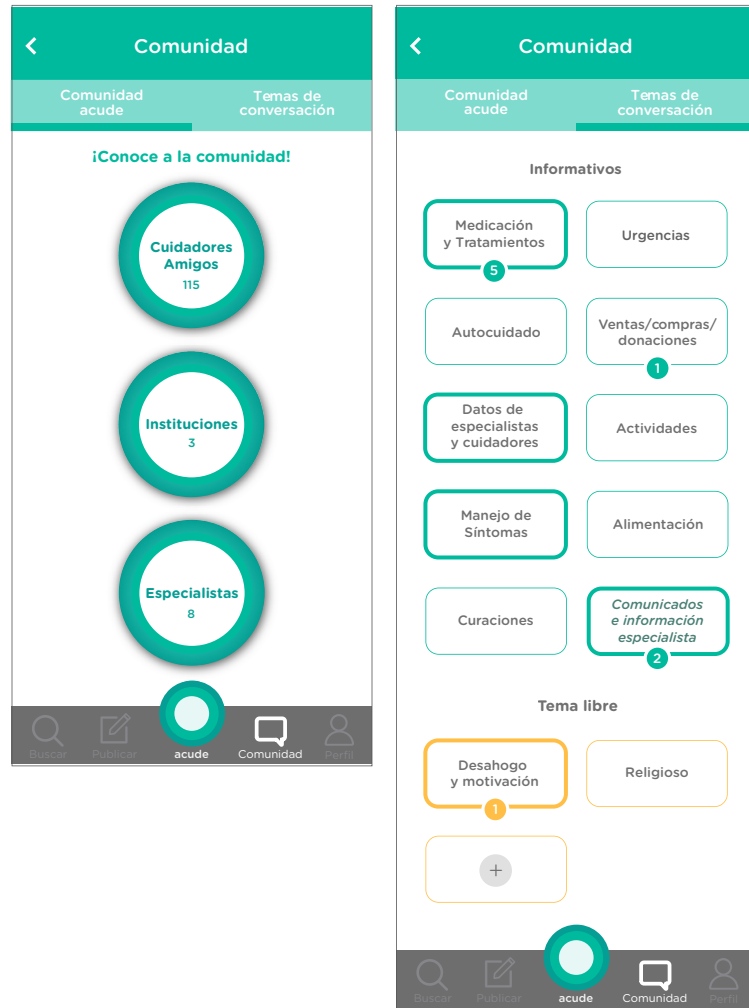 Comunidad
Comunidad
acude
Temas de
conversación
¡Conoce a la comunidad!
Cuidadores
Amigos
115
Instituciones
3
Especialistas
8
Buscar
Publicar
acude
Comunidad
Perfil
Comunidad
Comunidad
acude
Temas de
conversación
Informativos
Medicación
y Tratamientos
5
Urgencias
Autocuidado
Ventas/compras/
donaciones
1
Datos de
especialistas
y cuidadores
Actividades
Manejo de
Síntomas
Alimentación
Curaciones
Comunicados
e información
especialista
2
Tema libre
Desahogo
y motivación
1
Religioso
+
Buscar
Publicar
acude
Comunidad
Perfil